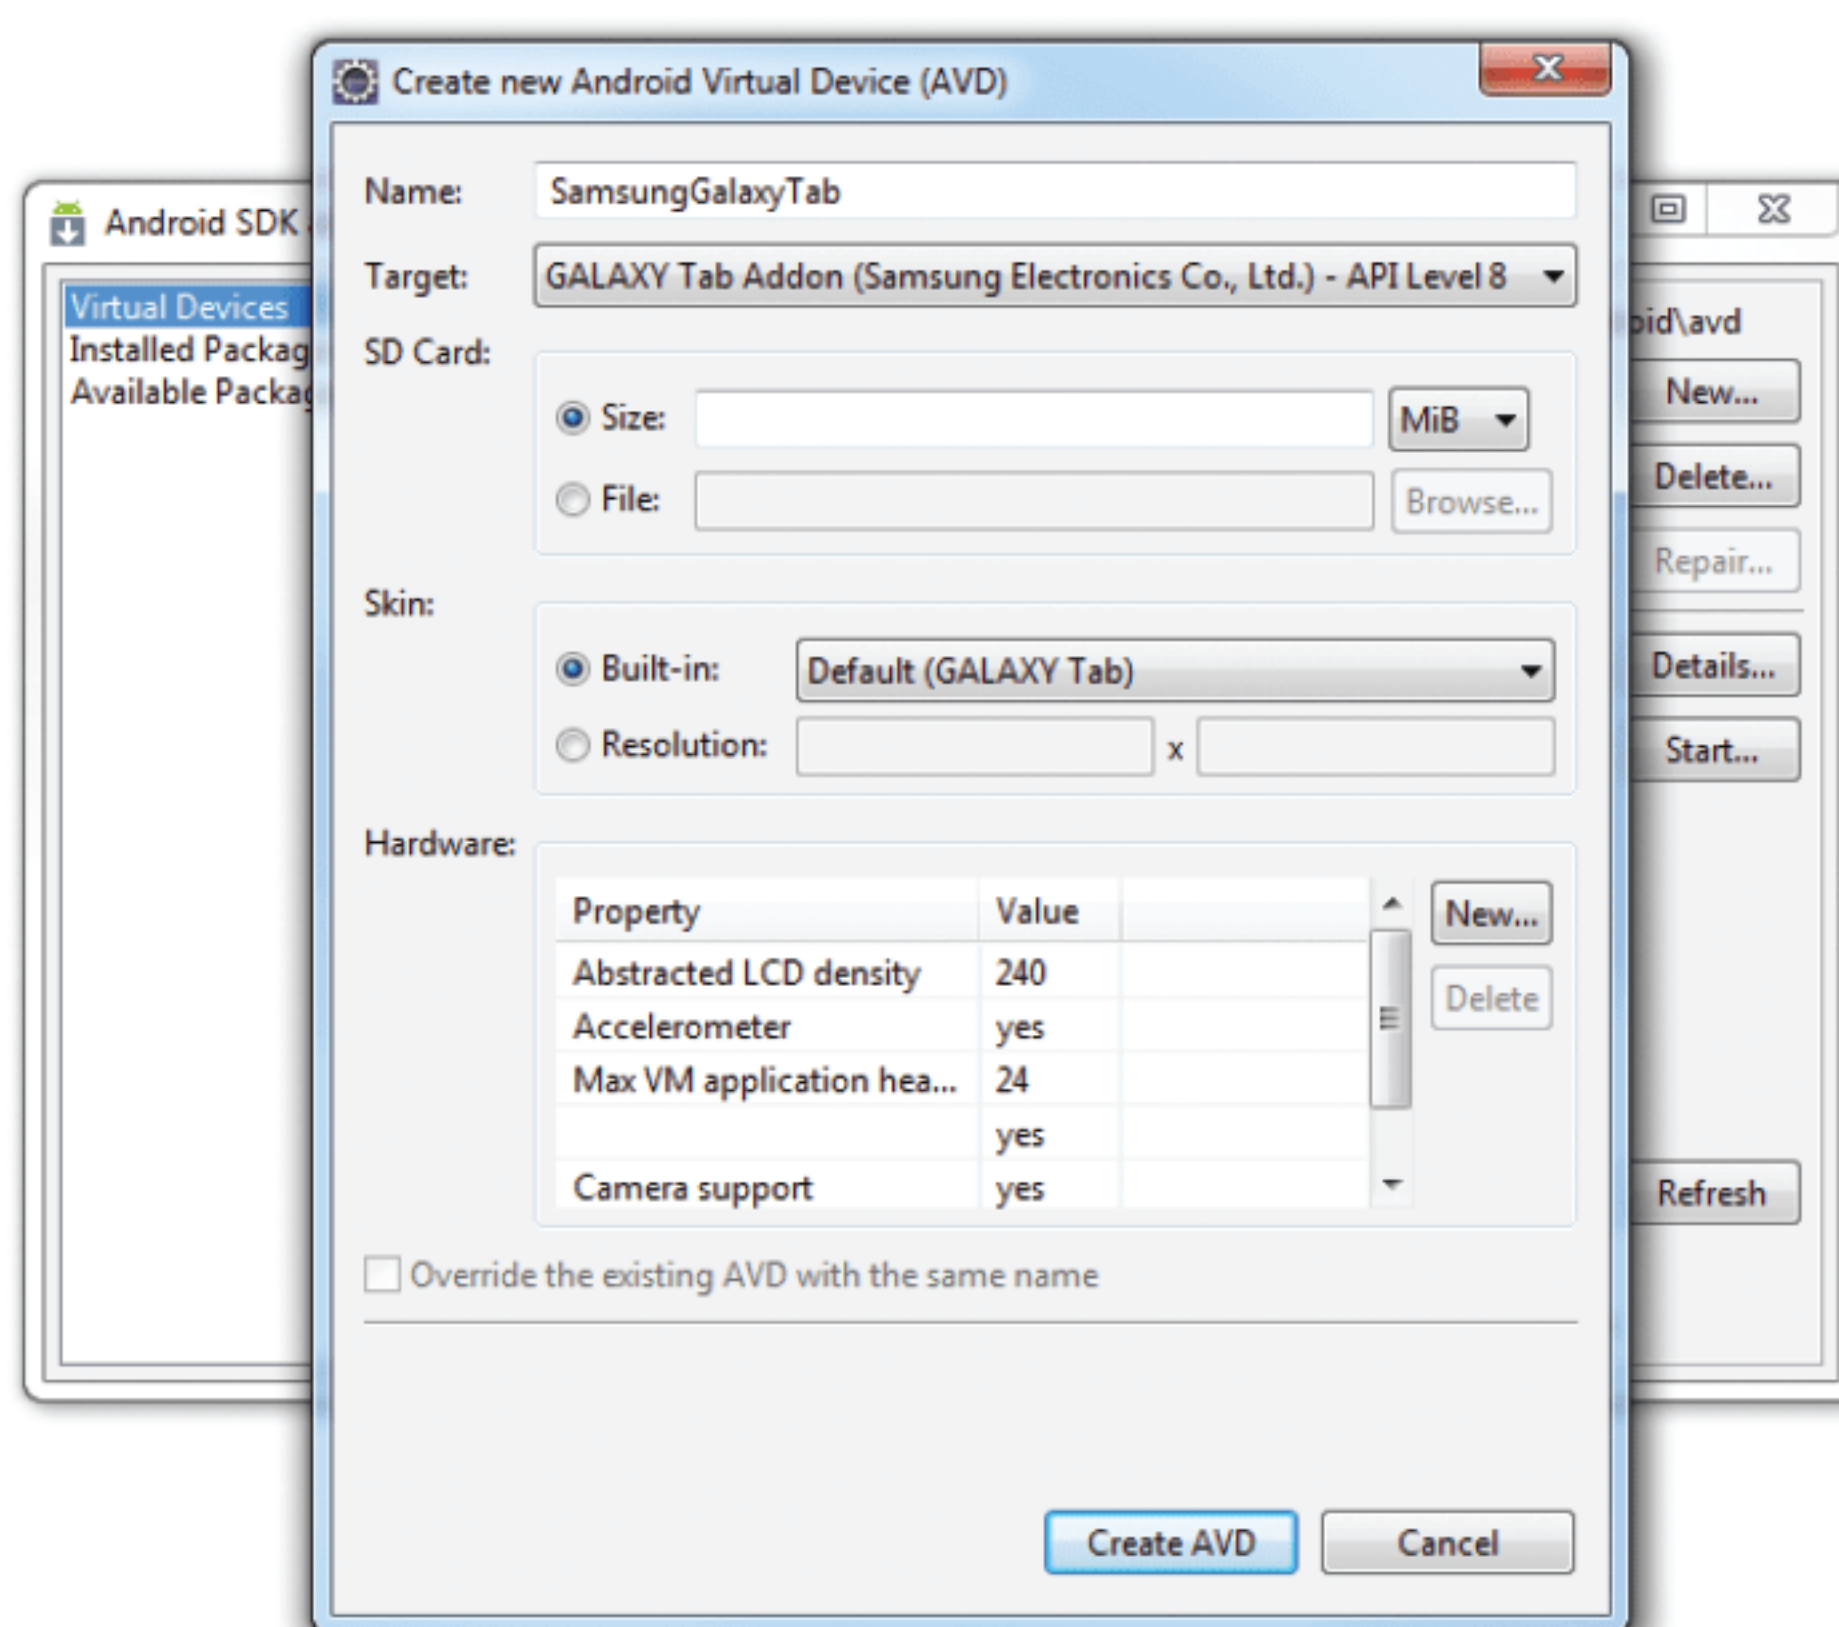 Create new Android Virtual Device (AVD)
Name: SamsungGalaxyTab
Target: GALAXY Tab Addon (Samsung Electronics Co., Ltd.) - API Level 8
SD Card:
Size: MiB
File: Browse...
Skin:
Built-in: Default (GALAXY Tab)
Resolution: x
Hardware:
Property Value
New...
Abstracted LCD density 240
Delete
Accelerometer yes
Max VM application hea... 24
yes
Camera support yes
Override the existing AVD with the same name
Create AVD Cancel
Android SDK
Virtual Devices
Installed Packag
Available Packag
oid\avd
New...
Delete...
Repair...
Details...
Start...
Refresh